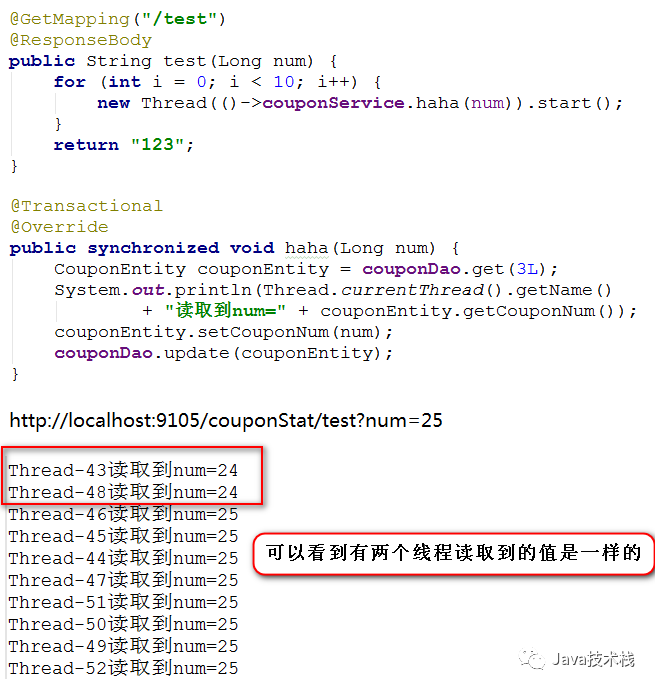 @GetMapping("/test")
@ResponseBody
public String test(Long num) {
    for (int i = 0; i < 10; i++) {
        new Thread(()->couponService.haha(num)).start();
    }
    return "123";
}

@Transactional
@Override
public synchronized void haha(Long num) {
    CouponEntity couponEntity = couponDao.get(3L);
    System.out.println(Thread.currentThread().getName()
            + "读取到num=" + couponEntity.getCouponNum());
    couponEntity.setCouponNum(num);
    couponDao.update(couponEntity);
}

http://localhost:9105/couponStat/test?num=25

Thread-43读取到num=24
Thread-48读取到num=24
Thread-46读取到num=25
Thread-45读取到num=25
可以看到有两个线程读取到的值是一样的
Thread-44读取到num=25
Thread-47读取到num=25
Thread-51读取到num=25
Thread-50读取到num=25
Thread-49读取到num=25
Thread-52读取到num=25
Java技术栈